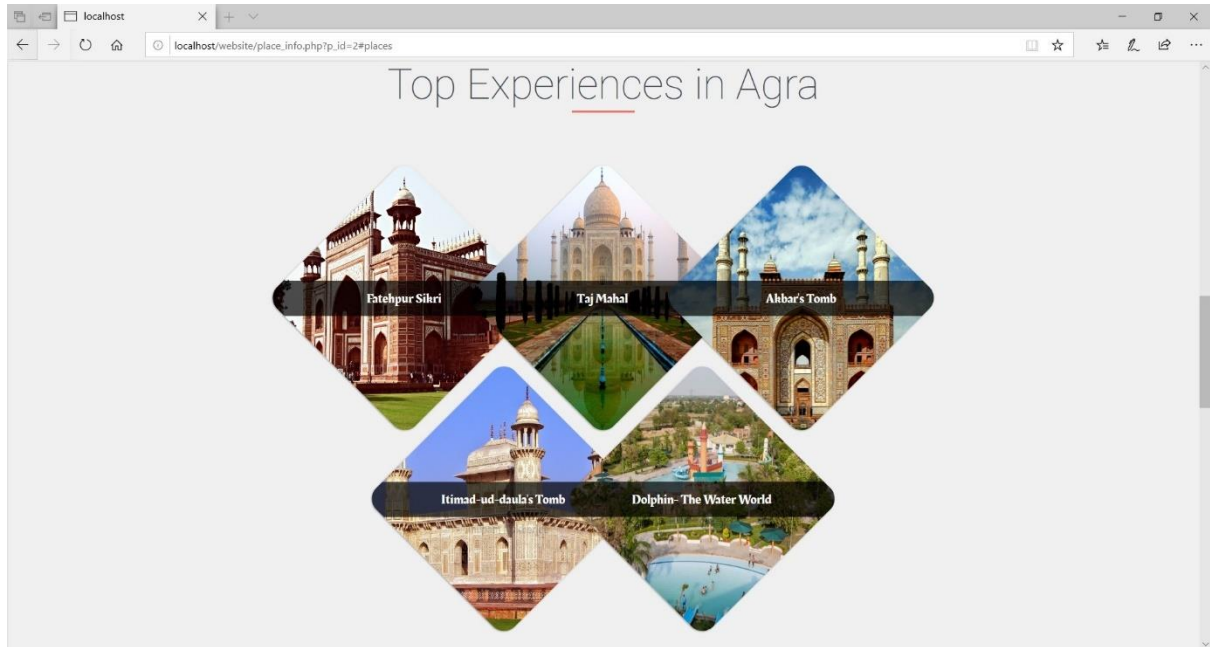 localhost
localhost/website/place_info.php?p_id=2#places
Top Experiences in Agra
Fatehpur Sikri
Taj Mahal
Akbar's Tomb
Itimad-ud-daula's Tomb
Dolphin- The Water World